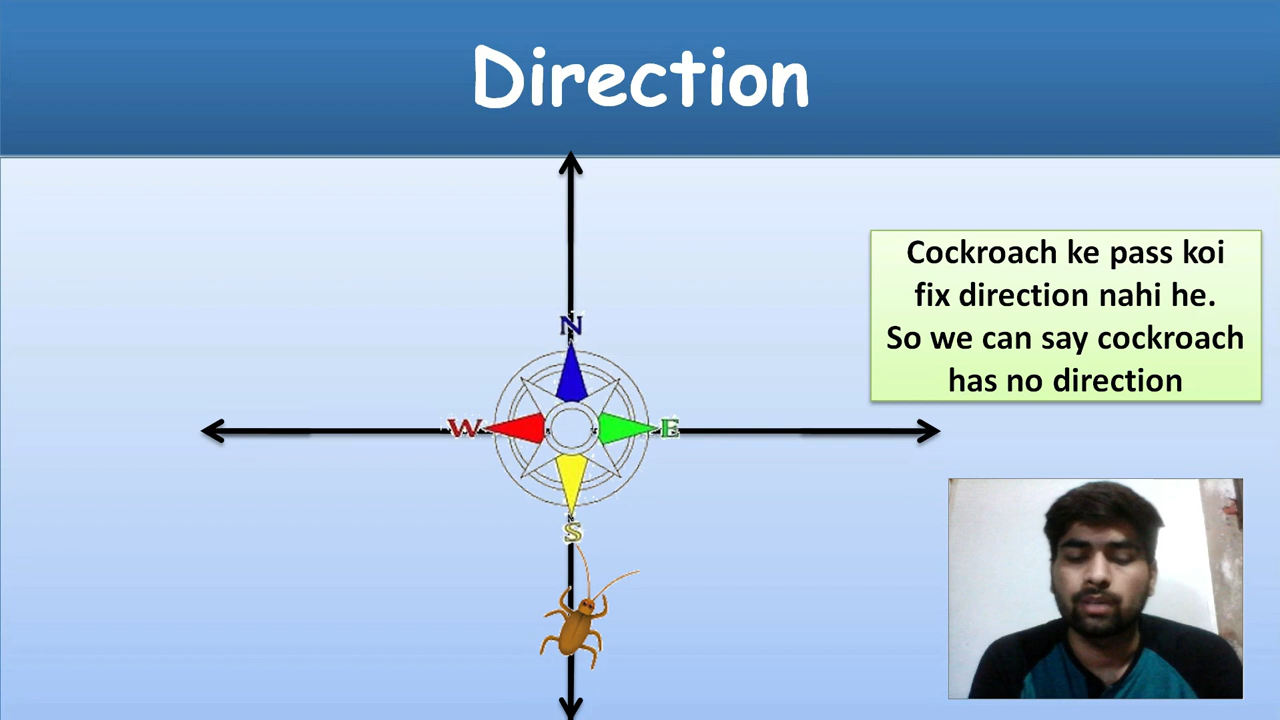 Direction
N
Cockroach ke pass koi
fix direction nahi he.
So we can say cockroach
has no direction
W
E
S